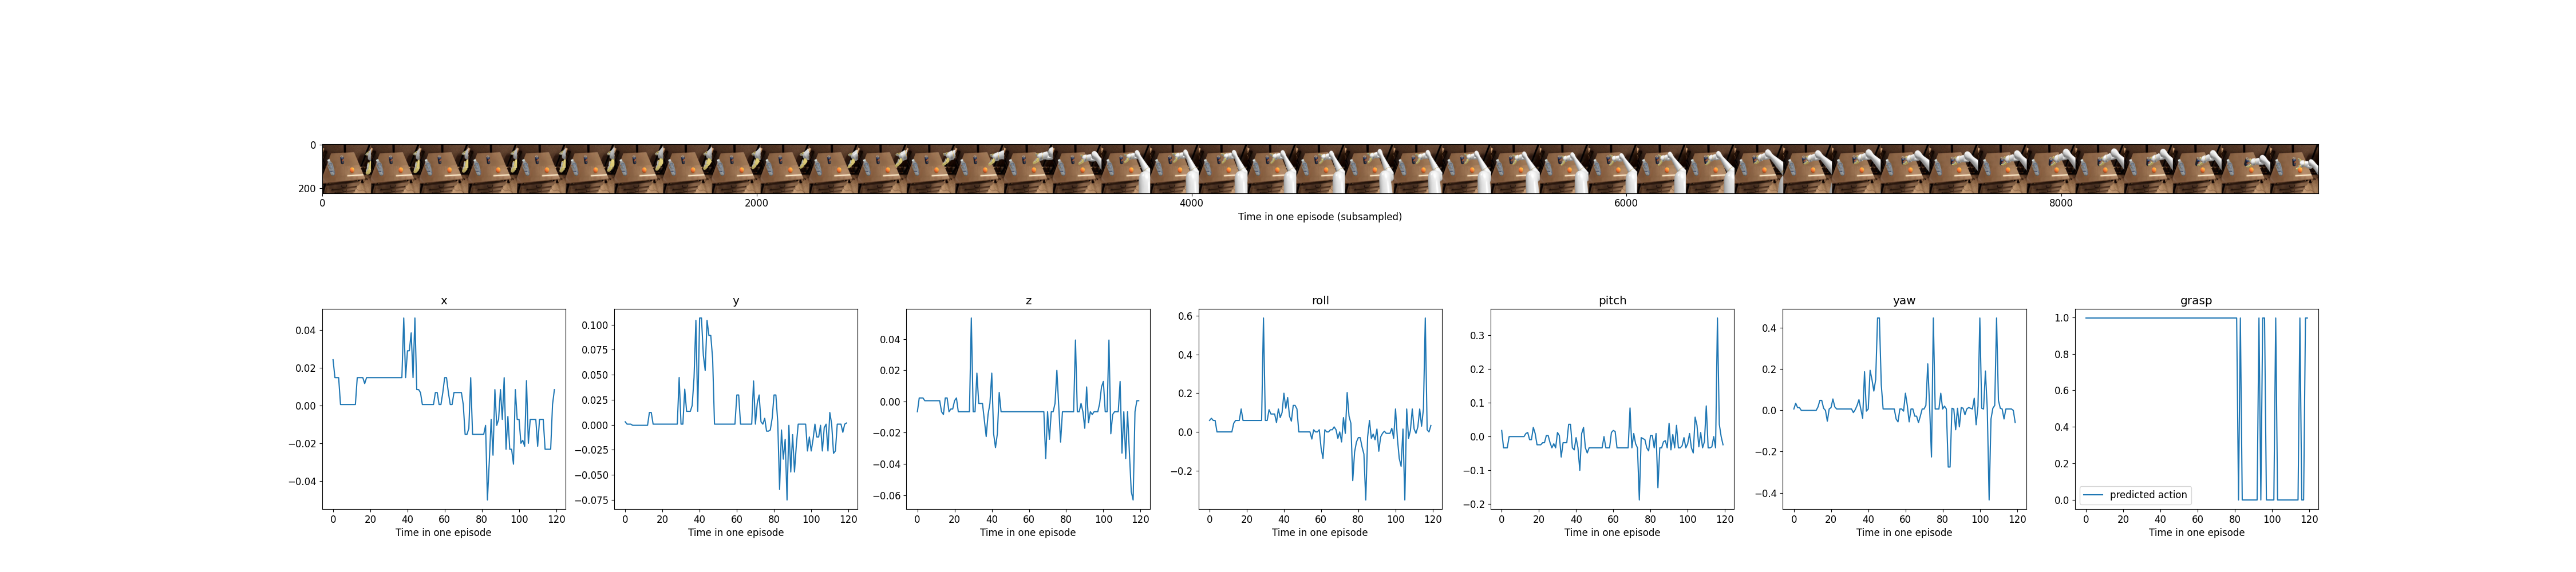 0
200
0 2000 4000 6000 8000
Time in one episode (subsampled)
x
0.04
0.02
0.00
−0.02
−0.04
0 20 40 60 80 100 120
Time in one episode
y
0.100
0.075
0.050
0.025
0.000
−0.025
−0.050
−0.075
0 20 40 60 80 100 120
Time in one episode
z
0.04
0.02
0.00
−0.02
−0.04
−0.06
0 20 40 60 80 100 120
Time in one episode
roll
0.6
0.4
0.2
0.0
−0.2
0 20 40 60 80 100 120
Time in one episode
pitch
0.3
0.2
0.1
0.0
−0.1
−0.2
0 20 40 60 80 100 120
Time in one episode
yaw
0.4
0.2
0.0
−0.2
−0.4
0 20 40 60 80 100 120
Time in one episode
grasp
1.0
0.8
0.6
0.4
0.2
0.0
predicted action
0 20 40 60 80 100 120
Time in one episode